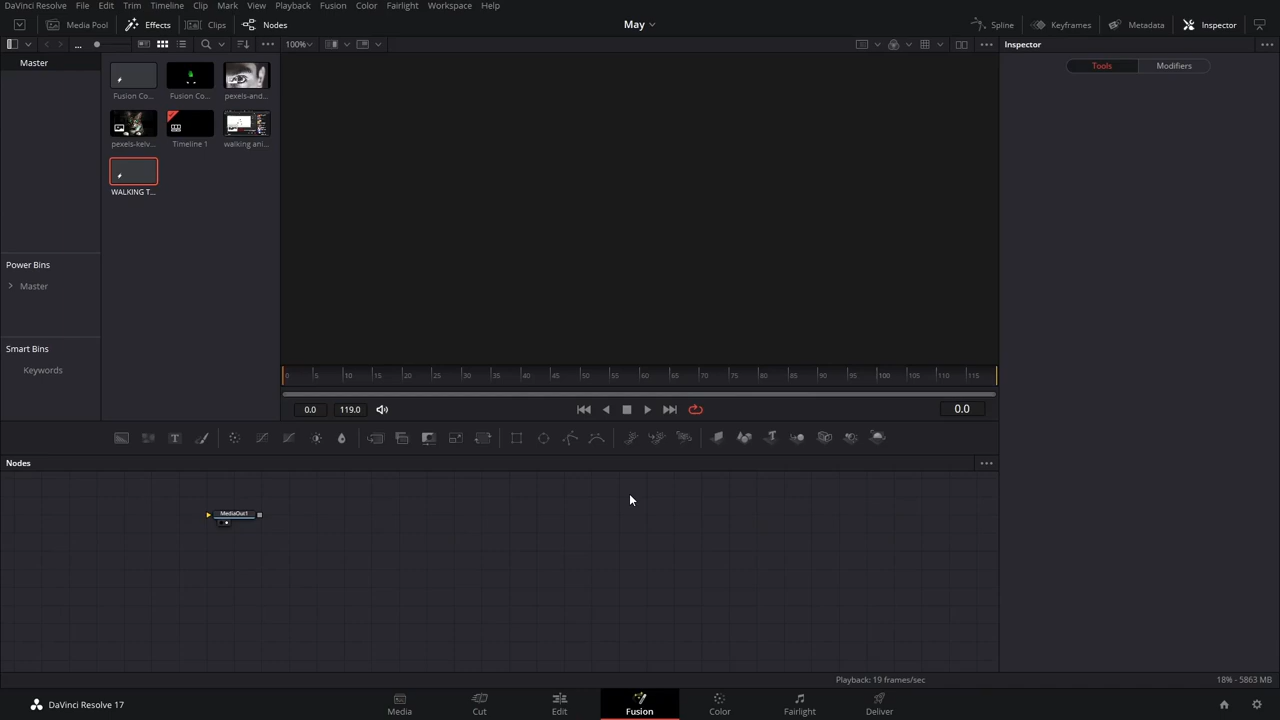 DaVinci Resolve File Edit Trim Timeline Clip Mark View Playback Fusion Color Fairlight Workspace Help
Media Pool Effects Clips Nodes May Spline Keyframes Metadata Inspector
... 100% Inspector
Master
Tools Modifiers
Fusion Co... Fusion Co... pexels-and...
pexels-kelv... Timeline 1 walking ani...
WALKING T...
Power Bins
Master
Smart Bins
Keywords
0 5 10 15 20 25 30 35 40 45 50 55 60 65 70 75 80 85 90 95 100 105 110 115
0.0 119.0 0.0
Nodes
MediaOut1
Playback: 19 frames/sec 18% - 5863 MB
DaVinci Resolve 17 Media Cut Edit Fusion Color Fairlight Deliver